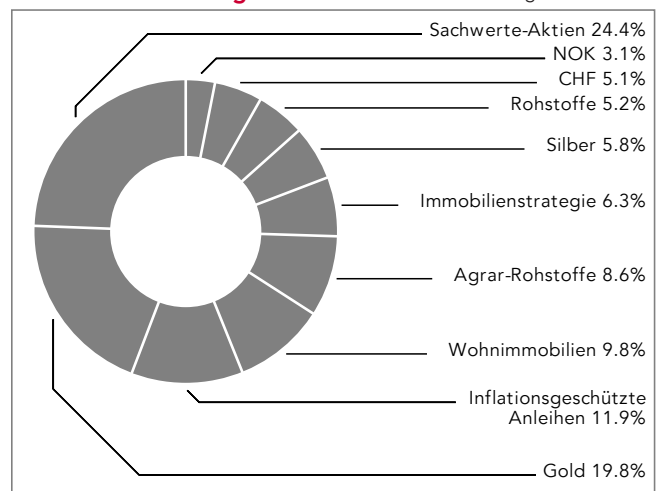 Sachwerte-Aktien 24.4%
NOK 3.1%
CHF 5.1%
Rohstoffe 5.2%
Silber 5.8%
Immobilienstrategie 6.3%
Agrar-Rohstoffe 8.6%
Wohnimmobilien 9.8%
Inflationsgeschützte
Anleihen 11.9%
Gold 19.8%